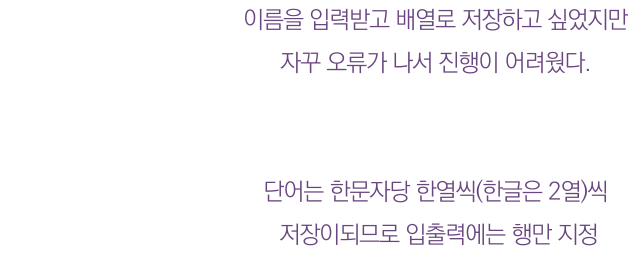 이름을 입력받고 배열로 저장하고 싶었지만
자꾸 오류가 나서 진행이 어려웠다.
단어는 한문자당 한열씩(한글은 2열)씩
저장이되므로 입출력에는 행만 지정